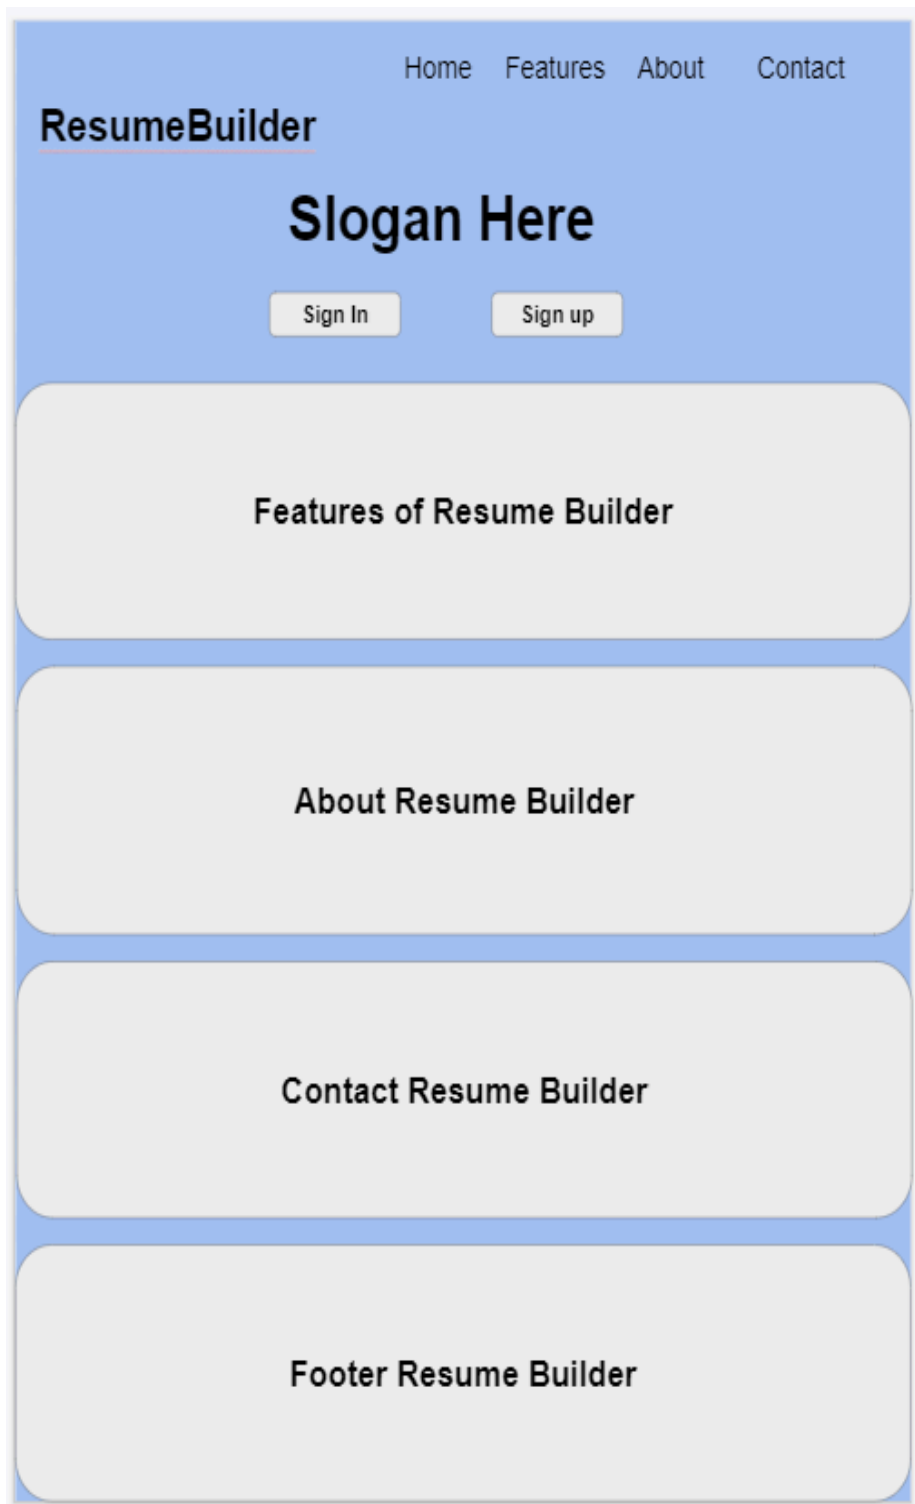 Home Features About Contact
ResumeBuilder
Slogan Here
Sign In Sign up
Features of Resume Builder
About Resume Builder
Contact Resume Builder
Footer Resume Builder